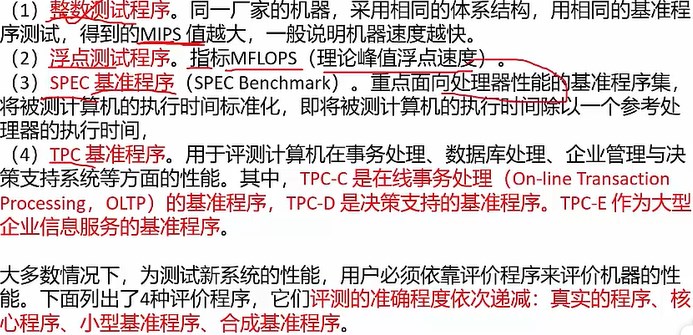 （1）整数测试程序。同一厂家的机器，采用相同的体系结构，用相同的基准程
序测试，得到的MIPS 值越大，一般说明机器速度越快。
（2）浮点测试程序。指标MFLOPS（理论峰值浮点速度）。
（3）SPEC 基准程序（SPEC Benchmark）。重点面向处理器性能的基准程序集，
将被测计算机的执行时间标准化，即将被测计算机的执行时间除以一个参考处
理器的执行时间，
（4）TPC 基准程序。用于评测计算机在事务处理、数据库处理、企业管理与决
策支持系统等方面的性能。其中，TPC-C 是在线事务处理（On-line Transaction
Processing，OLTP）的基准程序，TPC-D 是决策支持的基准程序。TPC-E 作为大型
企业信息服务的基准程序。
大多数情况下，为测试新系统的性能，用户必须依靠评价程序来评价机器的性
能。下面列出了4种评价程序，它们评测的准确程度依次递减：真实的程序、核
心程序、小型基准程序、合成基准程序。